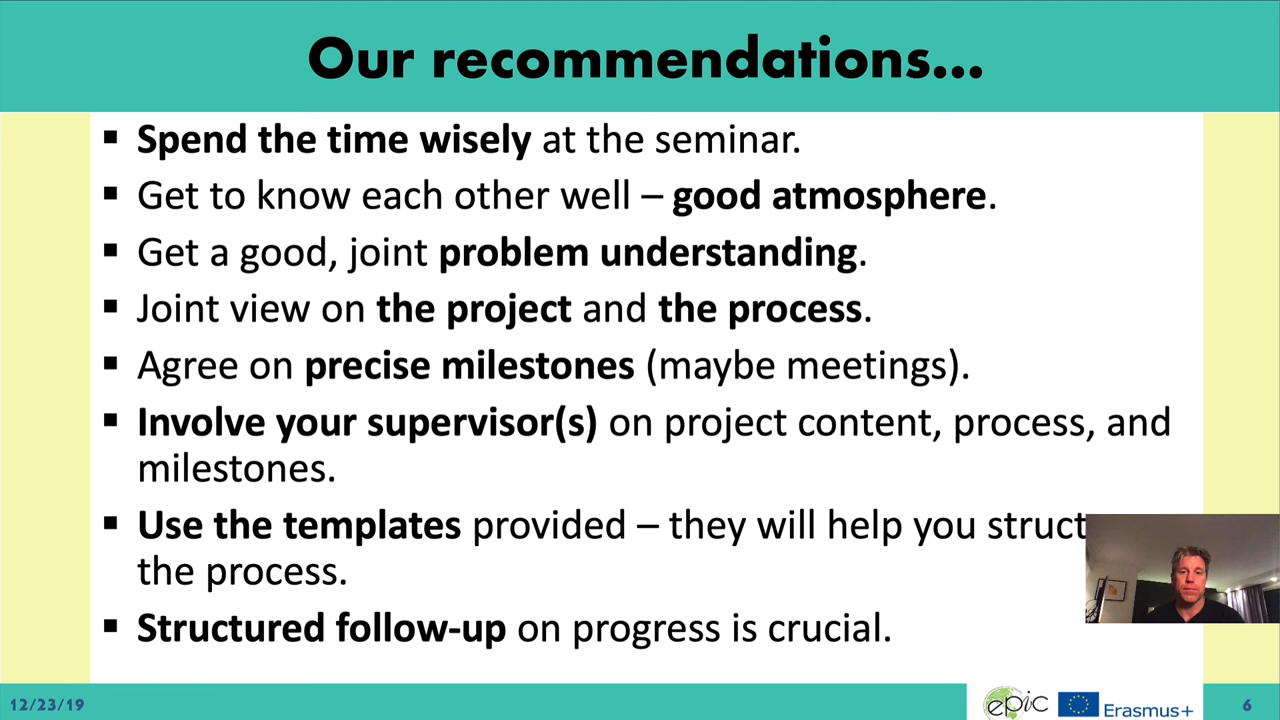 Our recommendations...
▪ Spend the time wisely at the seminar.
▪ Get to know each other well – good atmosphere.
▪ Get a good, joint problem understanding.
▪ Joint view on the project and the process.
▪ Agree on precise milestones (maybe meetings).
▪ Involve your supervisor(s) on project content, process, and
milestones.
▪ Use the templates provided – they will help you struct
the process.
▪ Structured follow-up on progress is crucial.
12/23/19
epic
Erasmus+
6